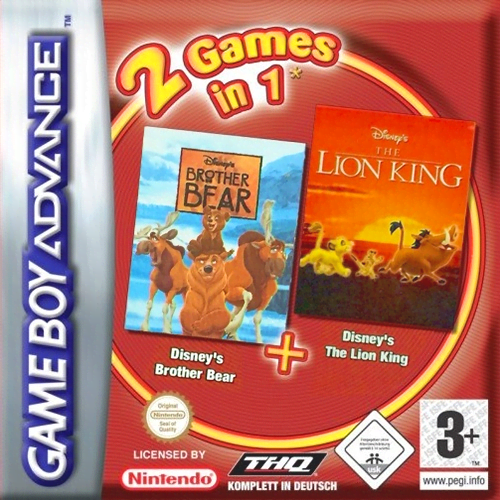 GAME BOY ADVANCE
2 Games
in 1*
Disney's
BROTHER
BEAR
Disney's
THE
LION KING
Disney's
Brother Bear
+
Disney's
The Lion King
Original
Nintendo
Seal of
Quality
LICENSED BY
Nintendo
THQ
KOMPLETT IN DEUTSCH
usk
3+
TM
www.pegi.info